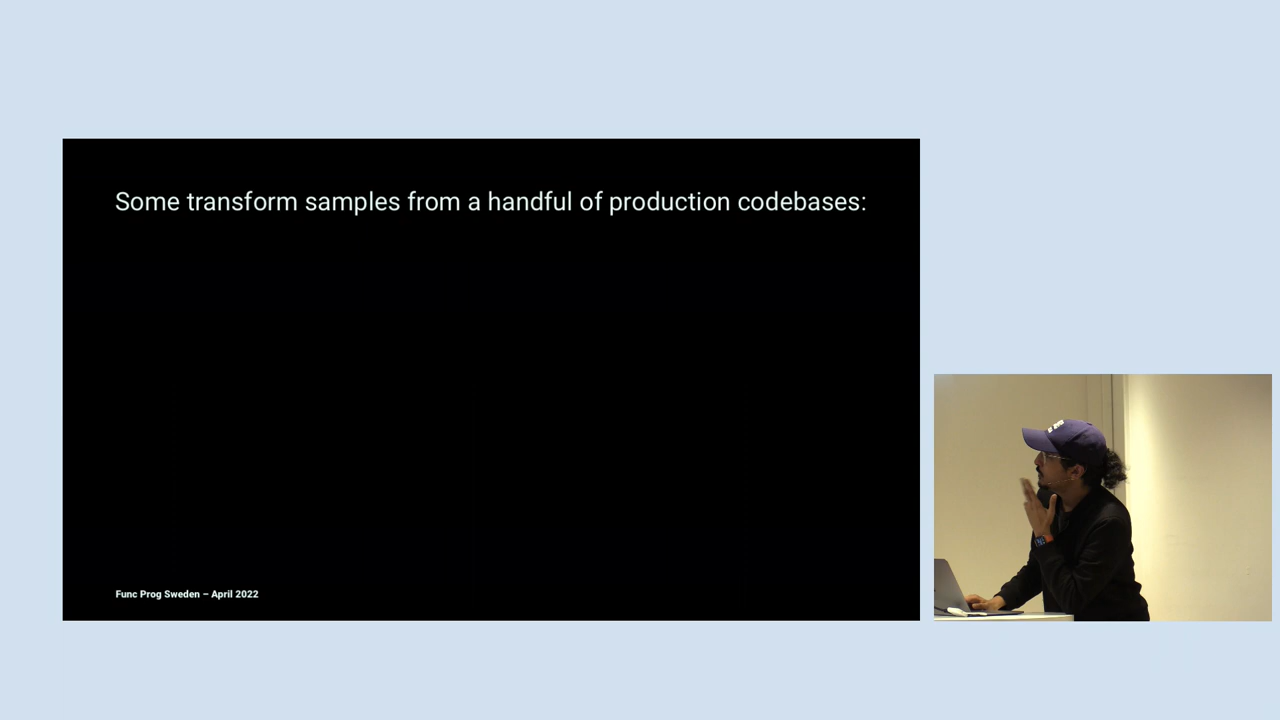 Some transform samples from a handful of production codebases:
Func Prog Sweden – April 2022